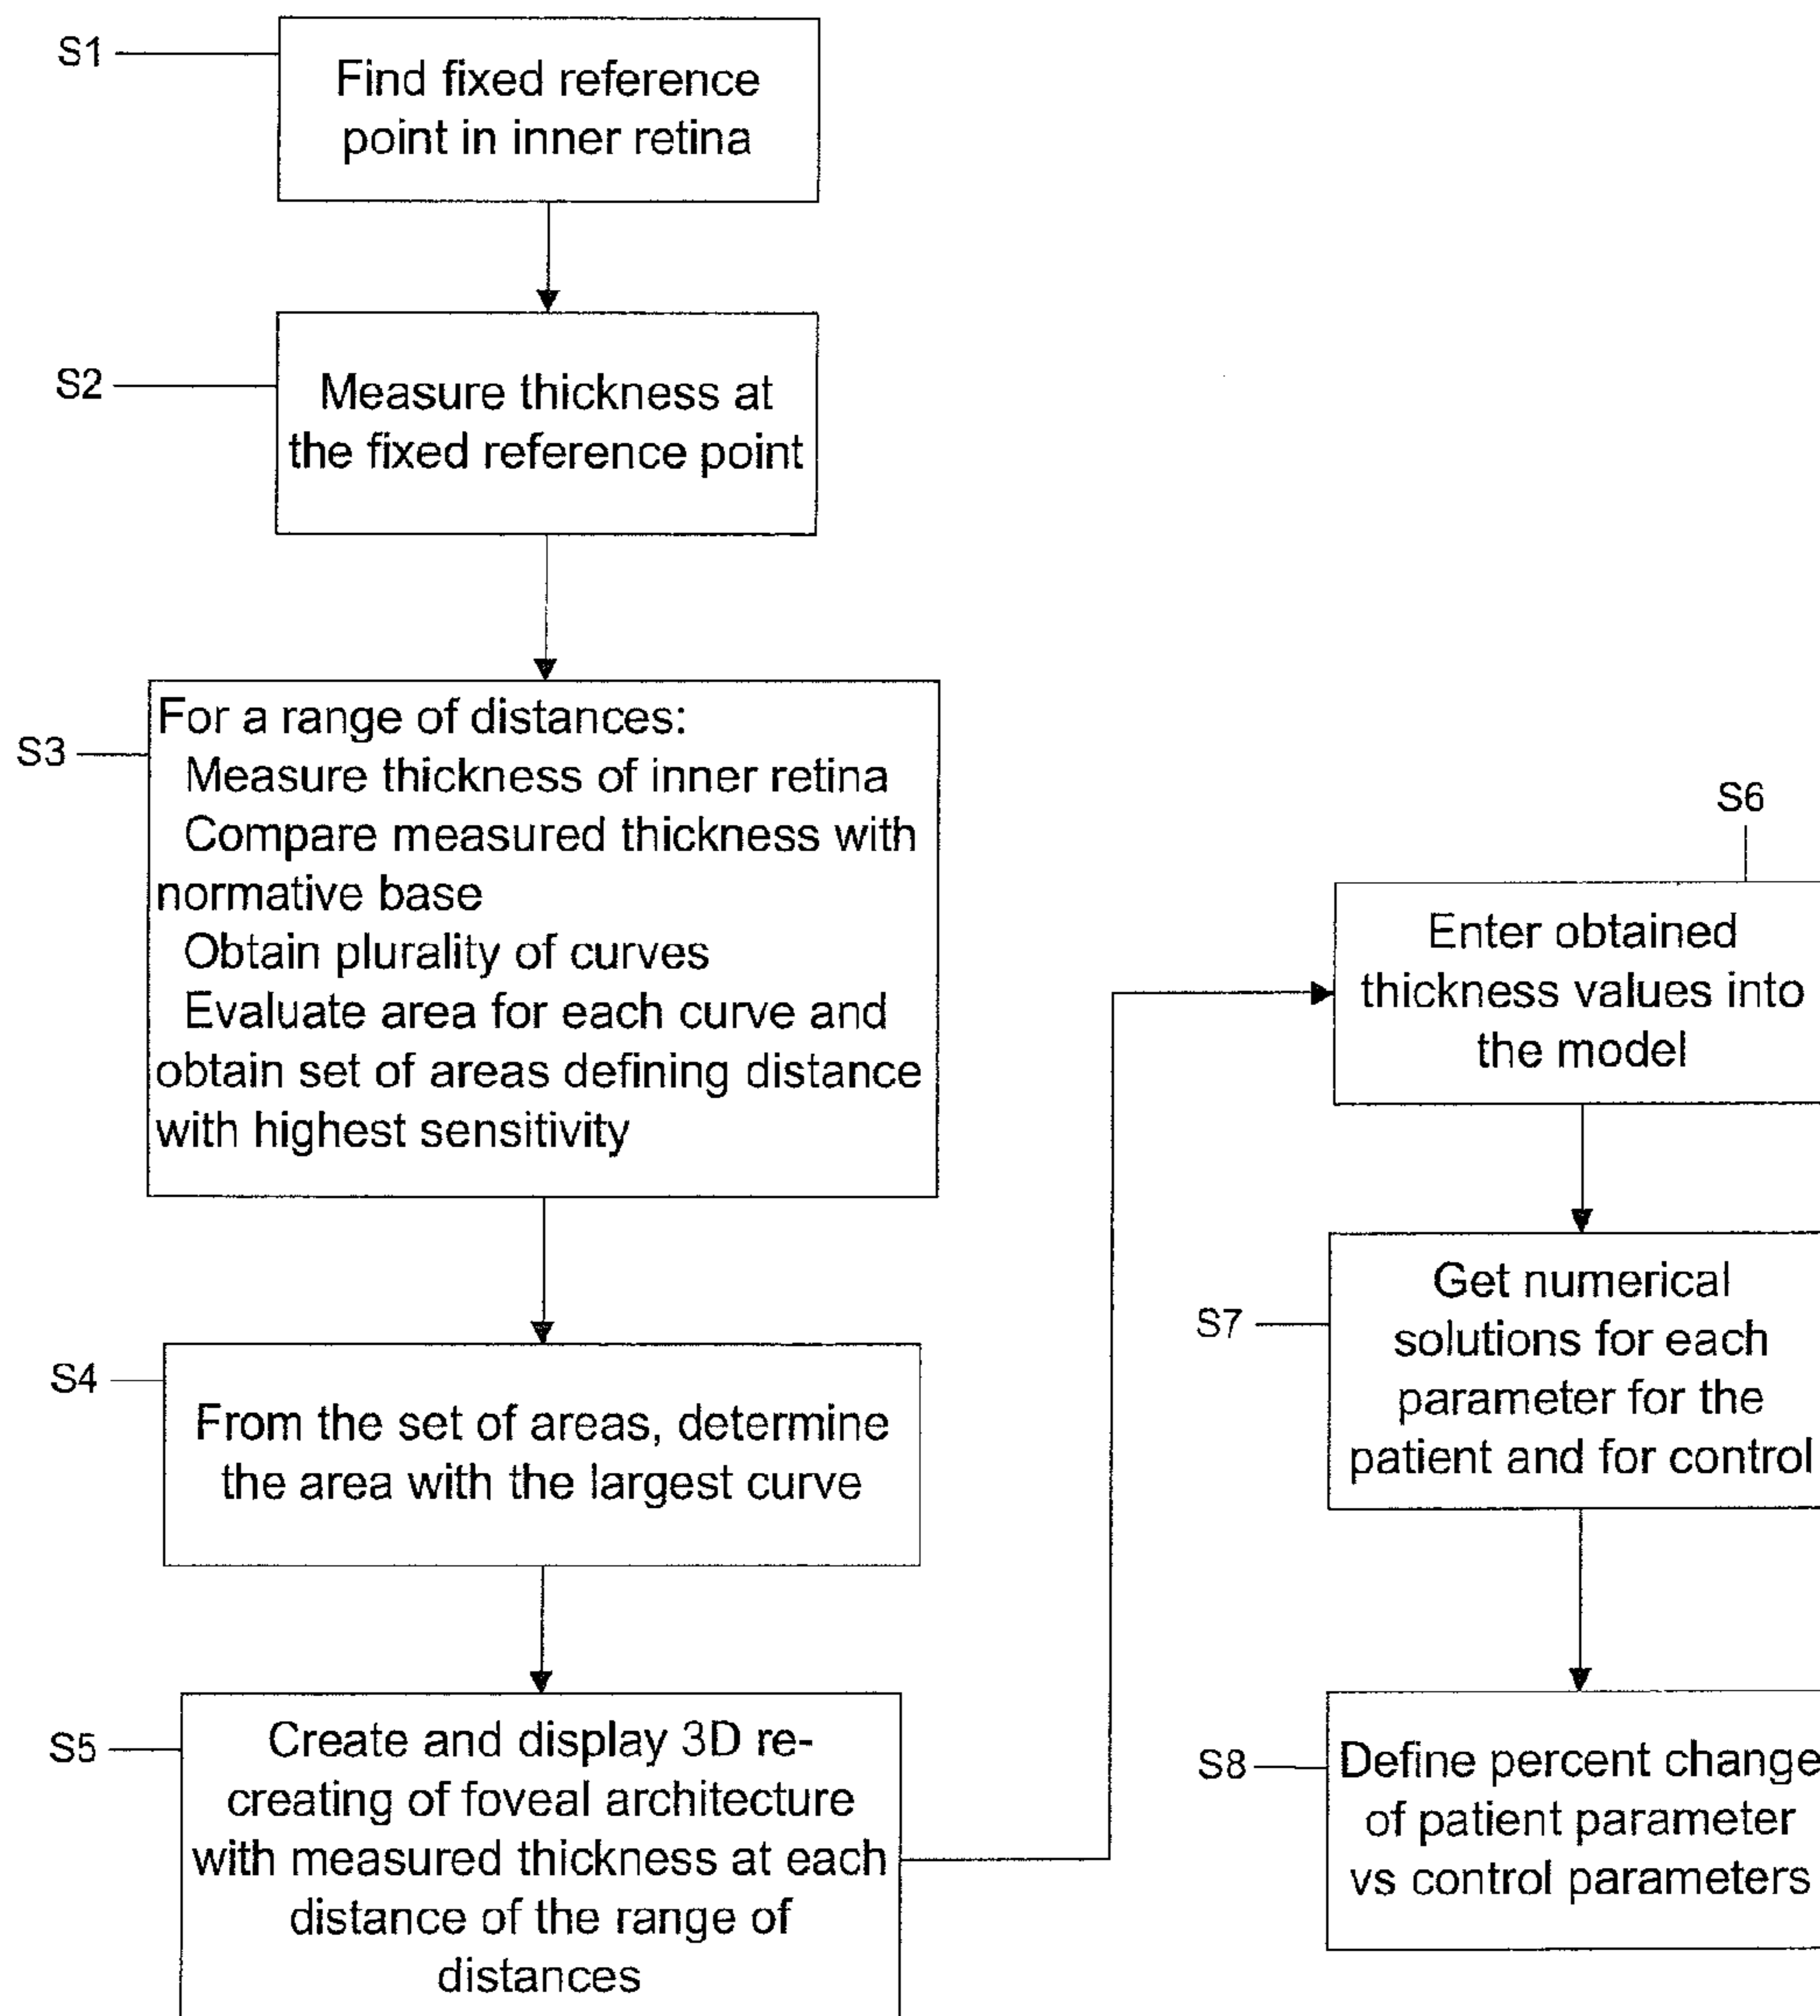 S1
Find fixed reference
point in inner retina
S2
Measure thickness at
the fixed reference point
S3
For a range of distances:
Measure thickness of inner retina
Compare measured thickness with
normative base
Obtain plurality of curves
Evaluate area for each curve and
obtain set of areas defining distance
with highest sensitivity
S4
From the set of areas, determine
the area with the largest curve
S5
Create and display 3D re-
creating of foveal architecture
with measured thickness at each
distance of the range of
distances
S6
Enter obtained
thickness values into
the model
S7
Get numerical
solutions for each
parameter for the
patient and for control
S8
Define percent change
of patient parameter
vs control parameters